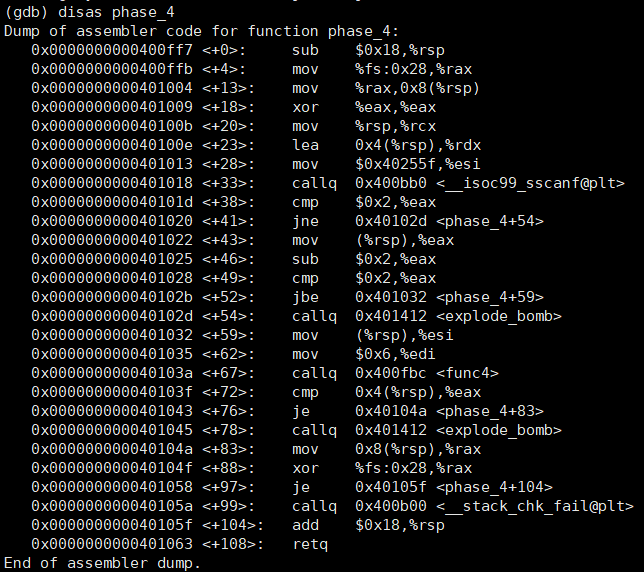 (gdb) disas phase_4
Dump of assembler code for function phase_4:
   0x0000000000400ff7 <+0>:     sub    $0x18,%rsp
   0x0000000000400ffb <+4>:     mov    %fs:0x28,%rax
   0x0000000000401004 <+13>:    mov    %rax,0x8(%rsp)
   0x0000000000401009 <+18>:    xor    %eax,%eax
   0x000000000040100b <+20>:    mov    %rsp,%rcx
   0x000000000040100e <+23>:    lea    0x4(%rsp),%rdx
   0x0000000000401013 <+28>:    mov    $0x40255f,%esi
   0x0000000000401018 <+33>:    callq  0x400bb0 <__isoc99_sscanf@plt>
   0x000000000040101d <+38>:    cmp    $0x2,%eax
   0x0000000000401020 <+41>:    jne    0x40102d <phase_4+54>
   0x0000000000401022 <+43>:    mov    (%rsp),%eax
   0x0000000000401025 <+46>:    sub    $0x2,%eax
   0x0000000000401028 <+49>:    cmp    $0x2,%eax
   0x000000000040102b <+52>:    jbe    0x401032 <phase_4+59>
   0x000000000040102d <+54>:    callq  0x401412 <explode_bomb>
   0x0000000000401032 <+59>:    mov    (%rsp),%esi
   0x0000000000401035 <+62>:    mov    $0x6,%edi
   0x000000000040103a <+67>:    callq  0x400fbc <func4>
   0x000000000040103f <+72>:    cmp    0x4(%rsp),%eax
   0x0000000000401043 <+76>:    je     0x40104a <phase_4+83>
   0x0000000000401045 <+78>:    callq  0x401412 <explode_bomb>
   0x000000000040104a <+83>:    mov    0x8(%rsp),%rax
   0x000000000040104f <+88>:    xor    %fs:0x28,%rax
   0x0000000000401058 <+97>:    je     0x40105f <phase_4+104>
   0x000000000040105a <+99>:    callq  0x400b00 <__stack_chk_fail@plt>
   0x000000000040105f <+104>:   add    $0x18,%rsp
   0x0000000000401063 <+108>:   retq
End of assembler dump.